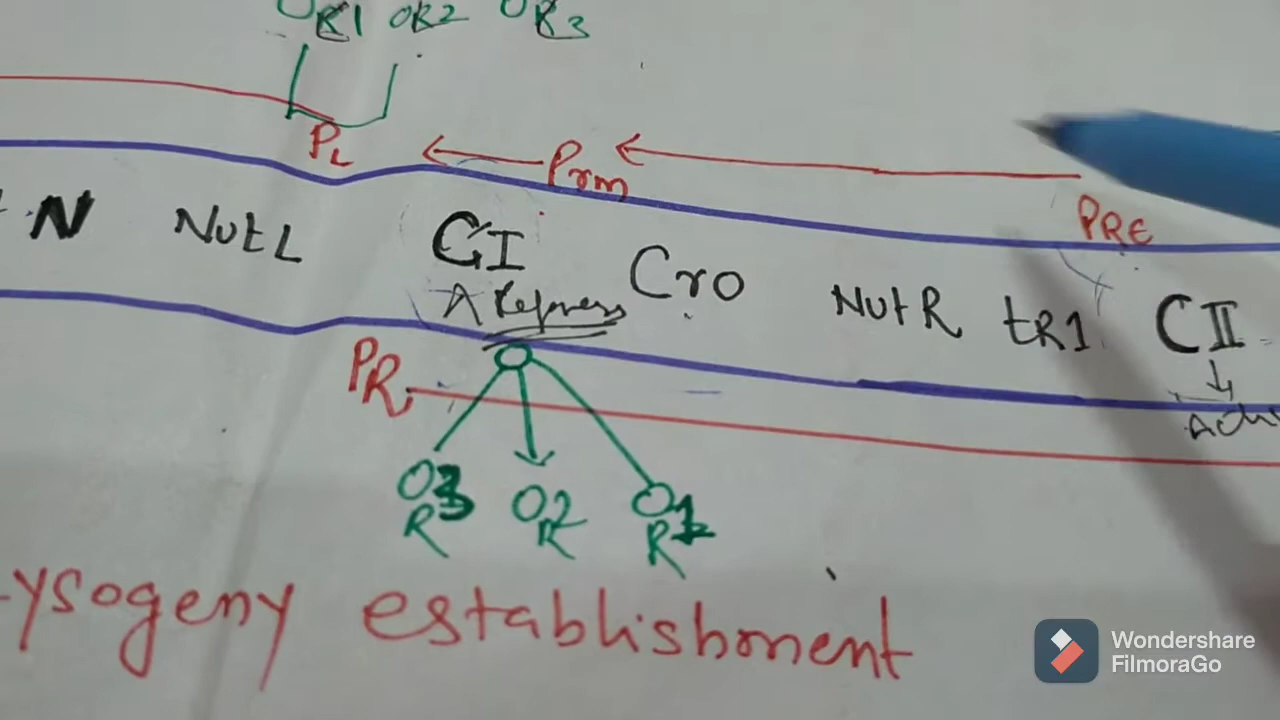 OR1 OR2 OR3
PL
Prm
PRE
N NutL CI Cro NutR tR1 CII
A Repress
PR
O3 O2 O1
R R R
Lysogeny establishment
Wondershare
FilmoraGo